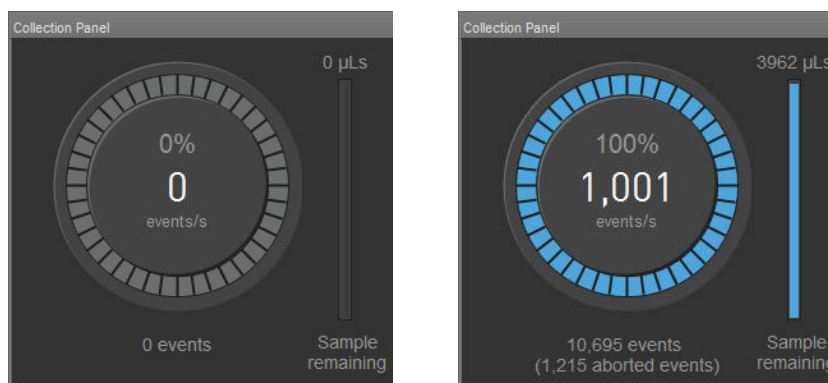 Collection Panel
0 µLs
0%
0
events/s
0 events
Sample
remaining
Collection Panel
3962 µLs
100%
1,001
events/s
10,695 events
(1,215 aborted events)
Sample
remaining